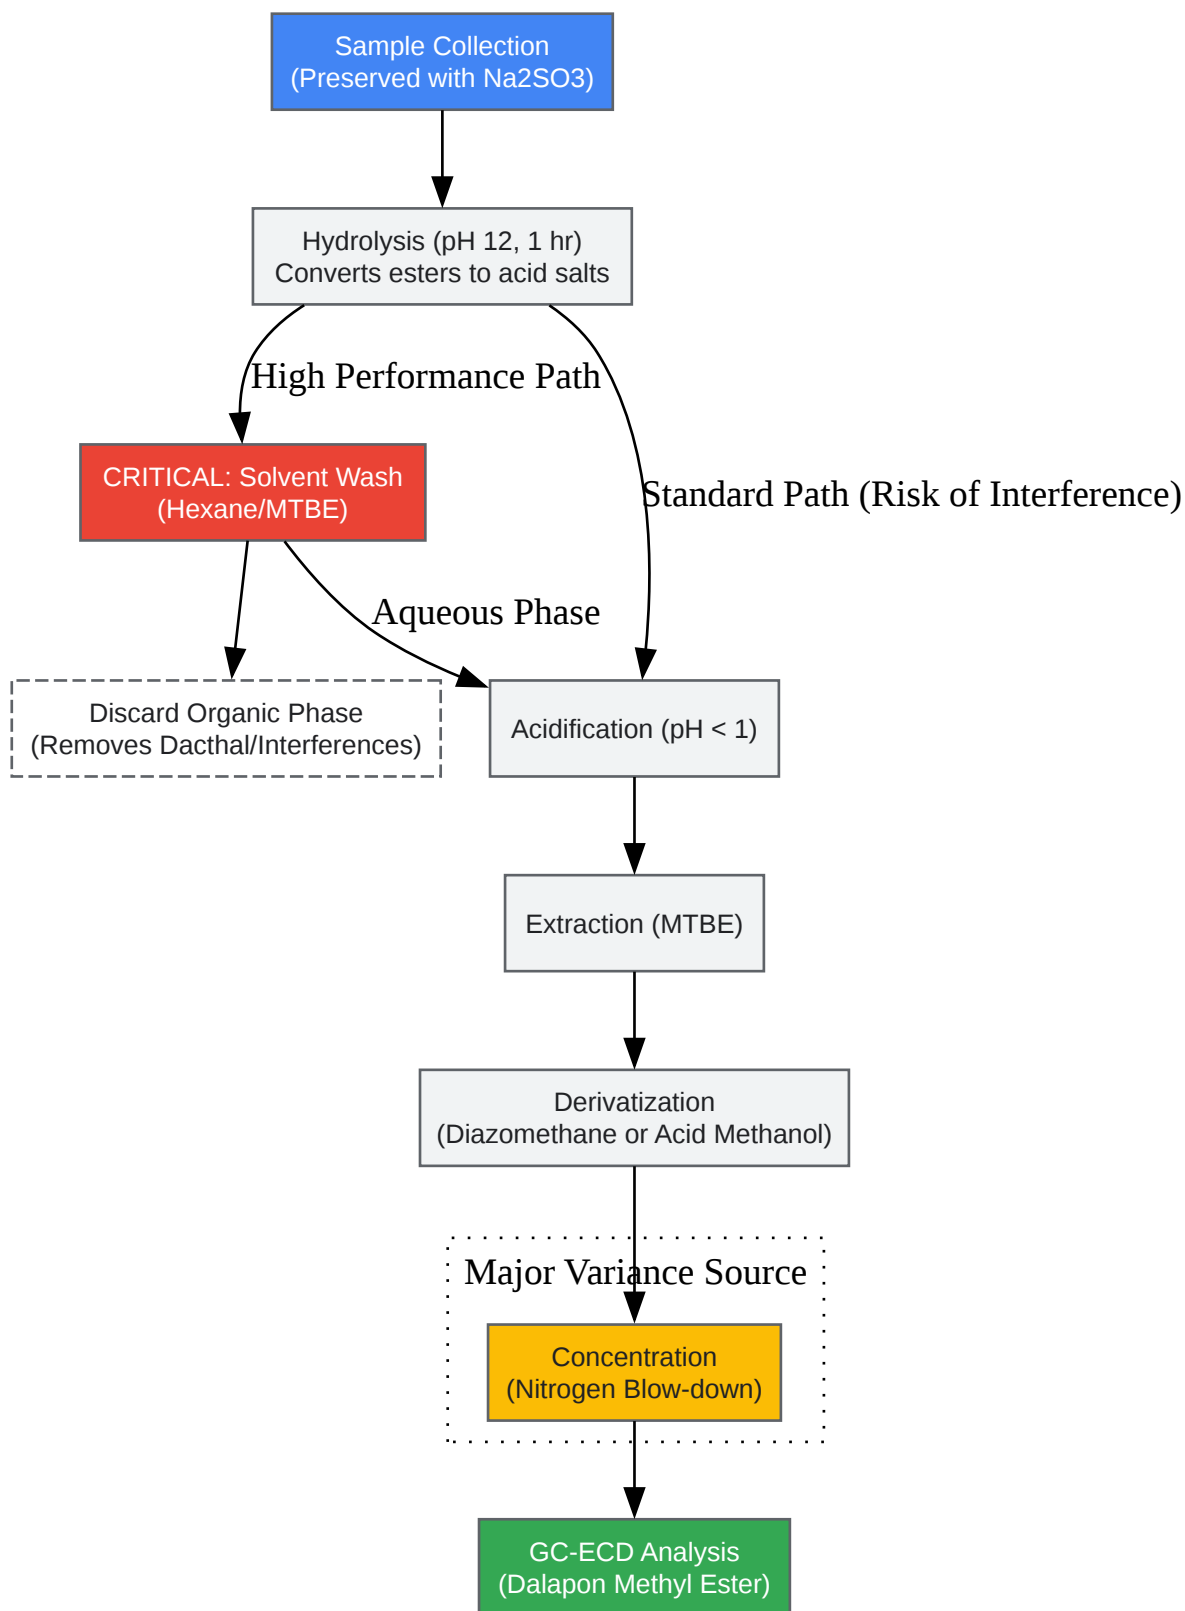 Sample Collection
(Preserved with Na2SO3)
Hydrolysis (pH 12, 1 hr)
Converts esters to acid salts
High Performance Path
CRITICAL: Solvent Wash
(Hexane/MTBE)
Standard Path (Risk of Interference)
Aqueous Phase
Discard Organic Phase
(Removes Dacthal/Interferences)
Acidification (pH < 1)
Extraction (MTBE)
Derivatization
(Diazomethane or Acid Methanol)
Major Variance Source
Concentration
(Nitrogen Blow-down)
GC-ECD Analysis
(Dalapon Methyl Ester)